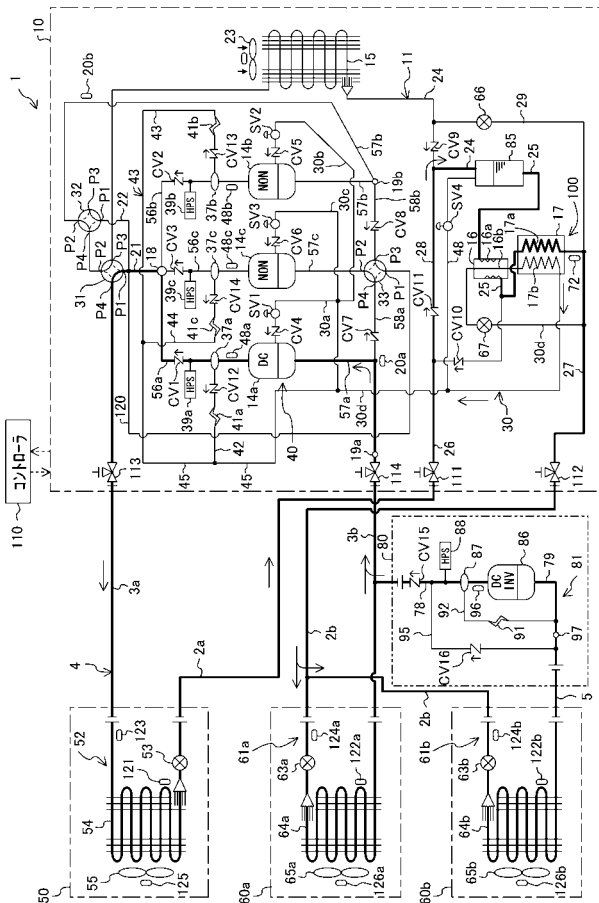 コントローラ
110
10
1
20b
23
15
11
24
32
P3
P2
P4
P1
22
31
P2
P3
P4
P1
21
18
43
43
CV2
CV3
56b
39b
HPS
37b
48b
41b
CV13
14b
NON
SV2
CV5
30b
57b
57b
19b
58b
CV8
56c
39c
HPS
37c
48c
41c
CV14
14c
NON
SV3
CV6
30c
57c
44
56a
CV1
39a
HPS
37a
48a
41a
CV12
14a
DC
SV1
CV4
30a
57a
30d
40
42
45
45
120
P2
P3
P4
P1
33
CV7
58a
20a
19a
113
114
111
112
26
28
CV11
CV9
CV10
24
85
25
SV4
48
66
29
100
16
16a
16b
25
17a
17
17b
72
67
30d
30
27
3a
4
2a
3b
2b
2b
80
CV15
78
HPS
88
87
86
DC
INV
79
81
92
96
95
91
CV16
97
5
50
52
123
53
121
54
55
125
60a
61a
124a
63a
122a
64a
65a
126a
60b
61b
124b
63b
122b
64b
65b
126b